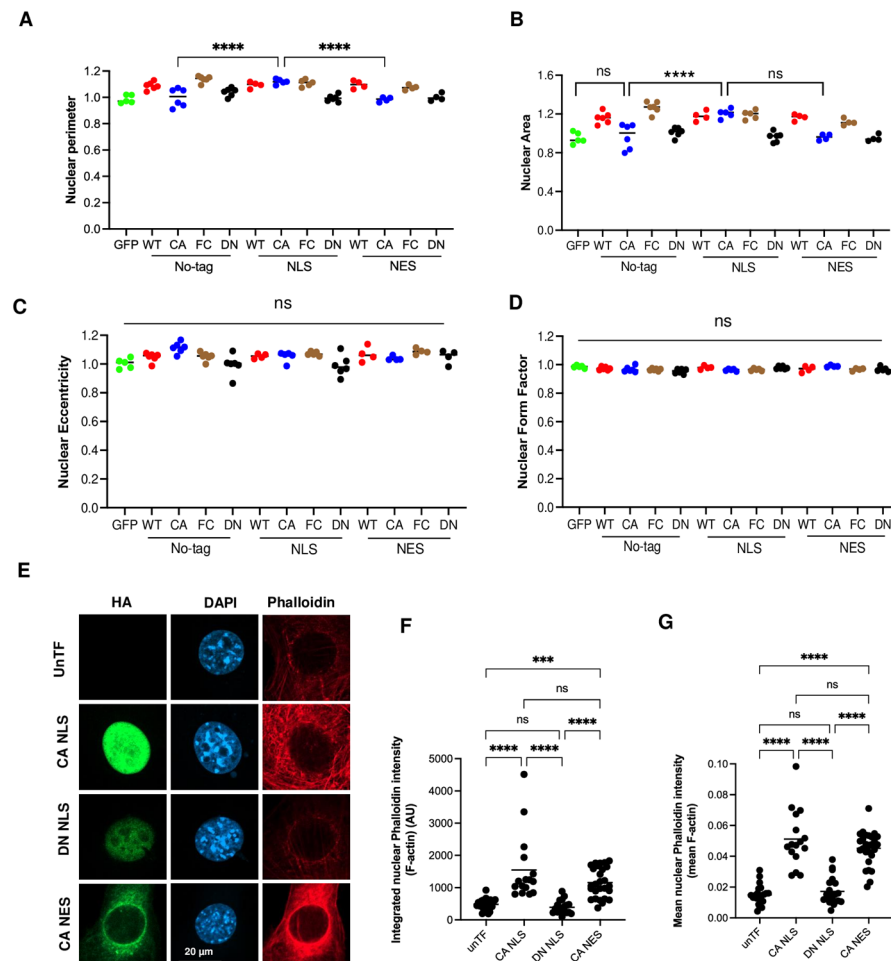 A
**** ****
Nuclear perimeter
1.6
1.4
1.2
1.0
0.8
0.6
0.4
0.2
0.0
GFP WT CA FC DN WT CA FC DN WT CA FC DN
No-tag NLS NES
B
ns **** ns
Nuclear Area
1.6
1.2
0.8
0.4
0.0
GFP WT CA FC DN WT CA FC DN WT CA FC DN
No-tag NLS NES
C
ns
Nuclear Eccentricity
1.2
1.0
0.8
0.6
0.4
0.2
0.0
GFP WT CA FC DN WT CA FC DN WT CA FC DN
No-tag NLS NES
D
ns
Nuclear Form Factor
1.2
1.0
0.8
0.6
0.4
0.2
0.0
GFP WT CA FC DN WT CA FC DN WT CA FC DN
No-tag NLS NES
E
HA DAPI Phalloidin
UnTF
CA NLS
DN NLS
CA NES
20 µm
F
***
ns
ns ****
**** ****
Integrated nuclear Phalloidin intensity
(F-actin) (AU)
5000
4000
3000
2000
1000
0
unTF CA NLS DN NLS CA NES
G
****
ns
ns ****
**** ****
Mean nuclear Phalloidin intensity
(mean F-actin)
0.10
0.08
0.06
0.04
0.02
0.00
unTF CA NLS DN NLS CA NES